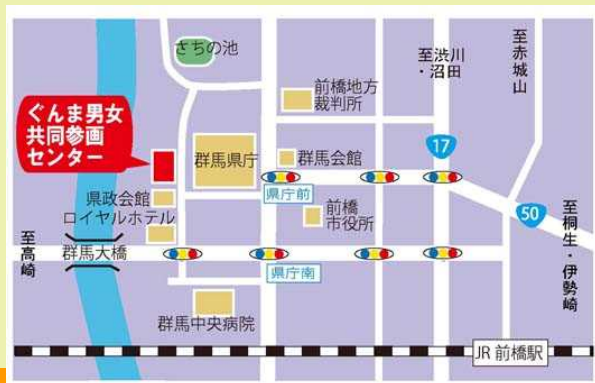 さちの池
至渋川
・沼田
至赤城山
前橋地方
裁判所
ぐんま男女
共同参画
センター
17
群馬県庁
群馬会館
県庁前
県政会館
ロイヤルホテル
前橋
市役所
50
至高崎
群馬大橋
県庁南
至桐生・伊勢崎
群馬中央病院
JR 前橋駅